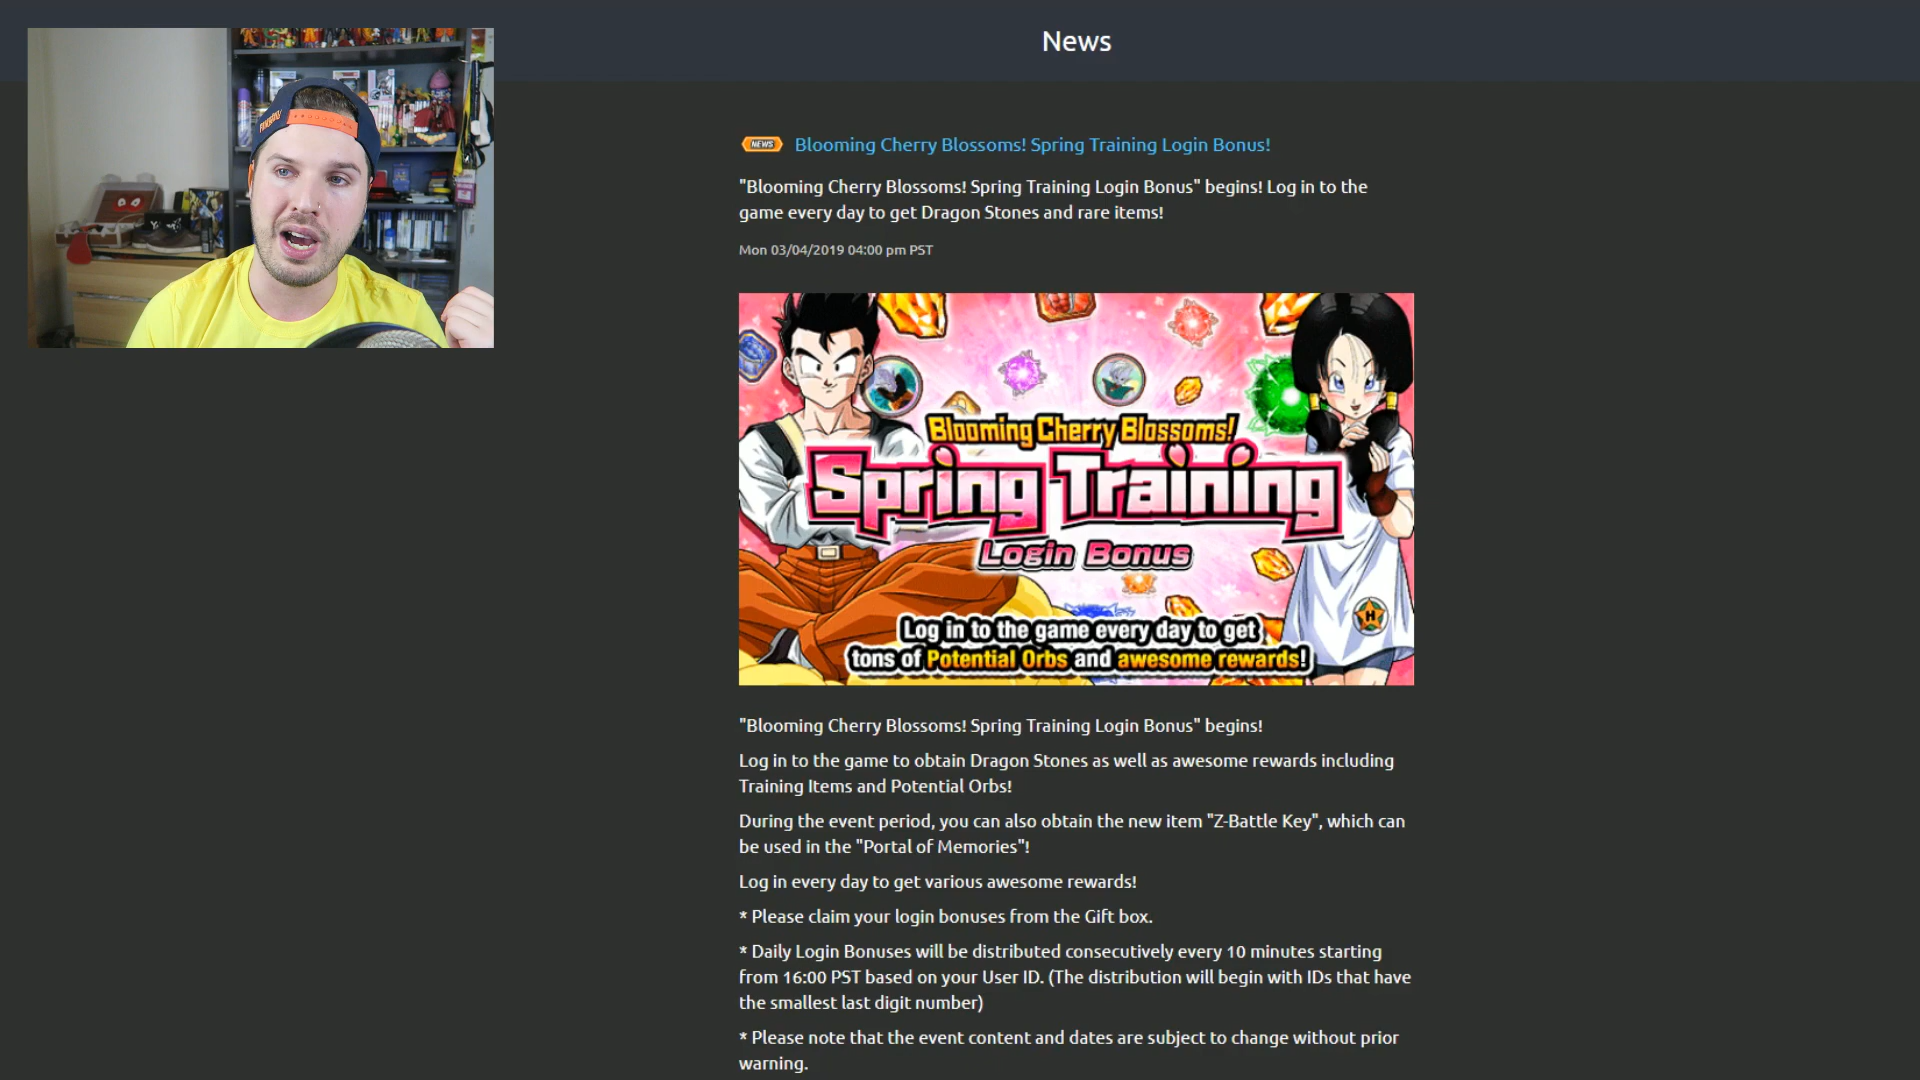 News
NEWS Blooming Cherry Blossoms! Spring Training Login Bonus!
"Blooming Cherry Blossoms! Spring Training Login Bonus" begins! Log in to the
game every day to get Dragon Stones and rare items!
Mon 03/04/2019 04:00 pm PST
Blooming Cherry Blossoms!
Spring Training
Login Bonus
H
Log in to the game every day to get
tons of Potential Orbs and awesome rewards!
"Blooming Cherry Blossoms! Spring Training Login Bonus" begins!
Log in to the game to obtain Dragon Stones as well as awesome rewards including
Training Items and Potential Orbs!
During the event period, you can also obtain the new item "Z-Battle Key", which can
be used in the "Portal of Memories"!
Log in every day to get various awesome rewards!
* Please claim your login bonuses from the Gift box.
* Daily Login Bonuses will be distributed consecutively every 10 minutes starting
from 16:00 PST based on your User ID. (The distribution will begin with IDs that have
the smallest last digit number)
* Please note that the event content and dates are subject to change without prior
warning.